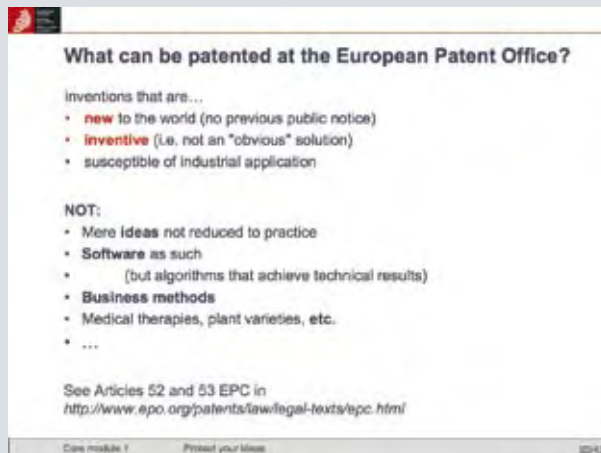 What can be patented at the European Patent Office?
Inventions that are…
• new to the world (no previous public notice)
• inventive (i.e. not an "obvious" solution)
• susceptible of industrial application
NOT:
• Mere ideas not reduced to practice
• Software as such
• (but algorithms that achieve technical results)
• Business methods
• Medical therapies, plant varieties, etc.
• …
See Articles 52 and 53 EPC in
http://www.epo.org/patents/law/legal-texts/epc.html
Core module 1 Protect your ideas